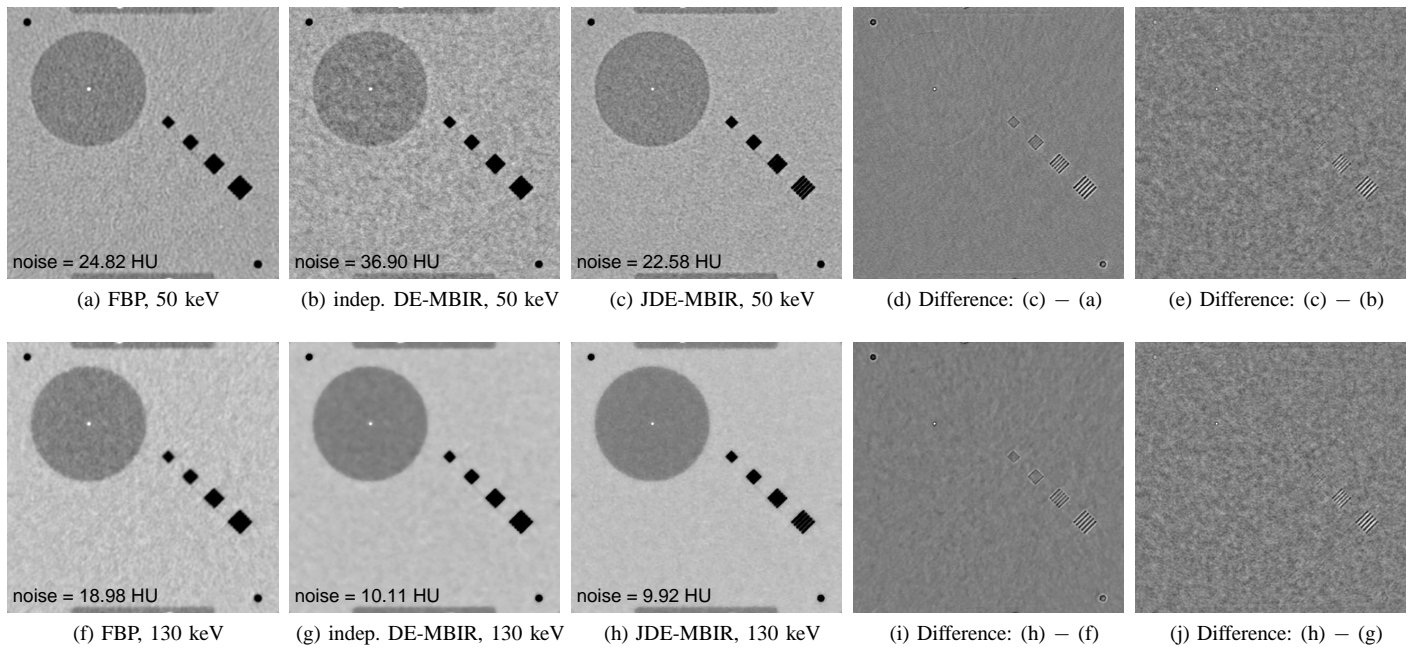 noise = 24.82 HU
noise = 36.90 HU
noise = 22.58 HU
(a) FBP, 50 keV
(b) indep. DE-MBIR, 50 keV
(c) JDE-MBIR, 50 keV
(d) Difference: (c) − (a)
(e) Difference: (c) − (b)
noise = 18.98 HU
noise = 10.11 HU
noise = 9.92 HU
(f) FBP, 130 keV
(g) indep. DE-MBIR, 130 keV
(h) JDE-MBIR, 130 keV
(i) Difference: (h) − (f)
(j) Difference: (h) − (g)